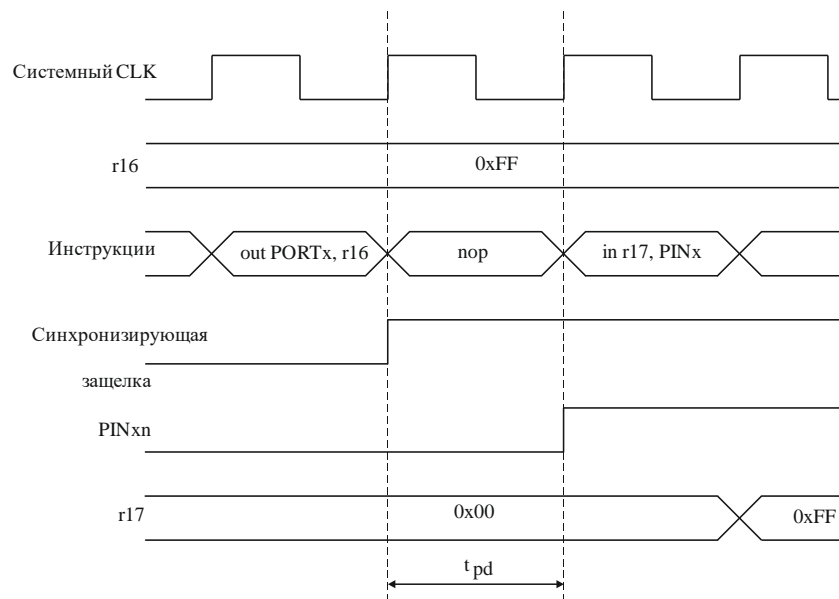 Системный CLK
r16
0xFF
Инструкции
out PORTx, r16
nop
in r17, PINx
Синхронизирующая
защелка
PINxn
r17
0x00
0xFF
t pd